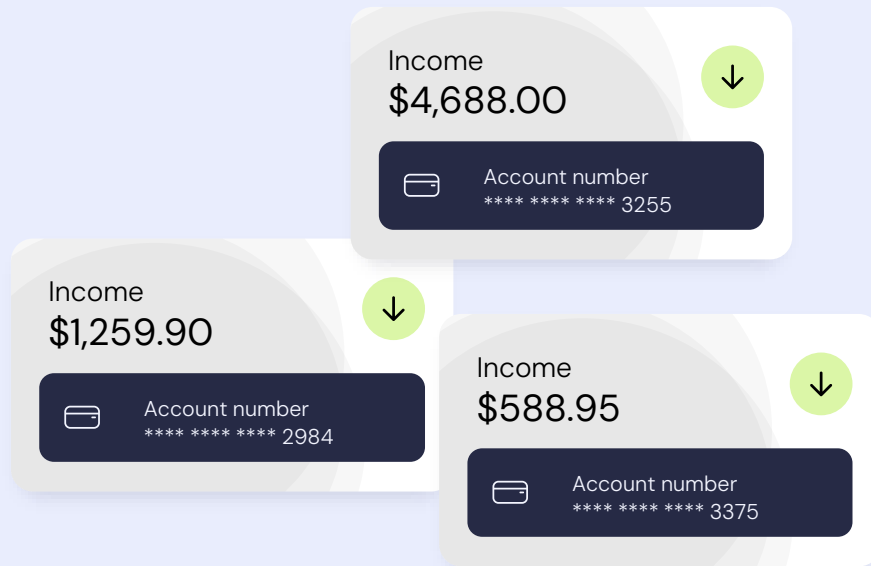 Income
$4,688.00
Account number
**** **** **** 3255
Income
$1,259.90
Account number
**** **** **** 2984
Income
$588.95
Account number
**** **** **** 3375